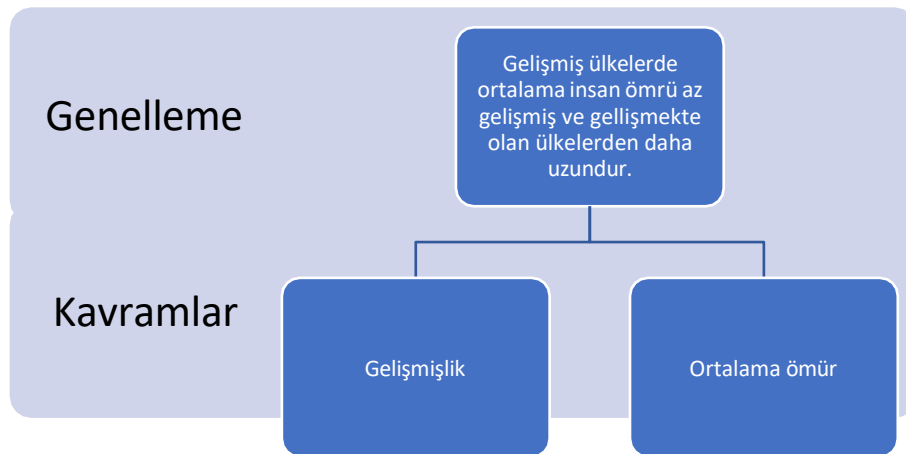 Genelleme
Gelişmiş ülkelerde
ortalama insan ömrü az
gelişmiş ve gellişmekte
olan ülkelerden daha
uzundur.
Kavramlar
Gelişmişlik
Ortalama ömür